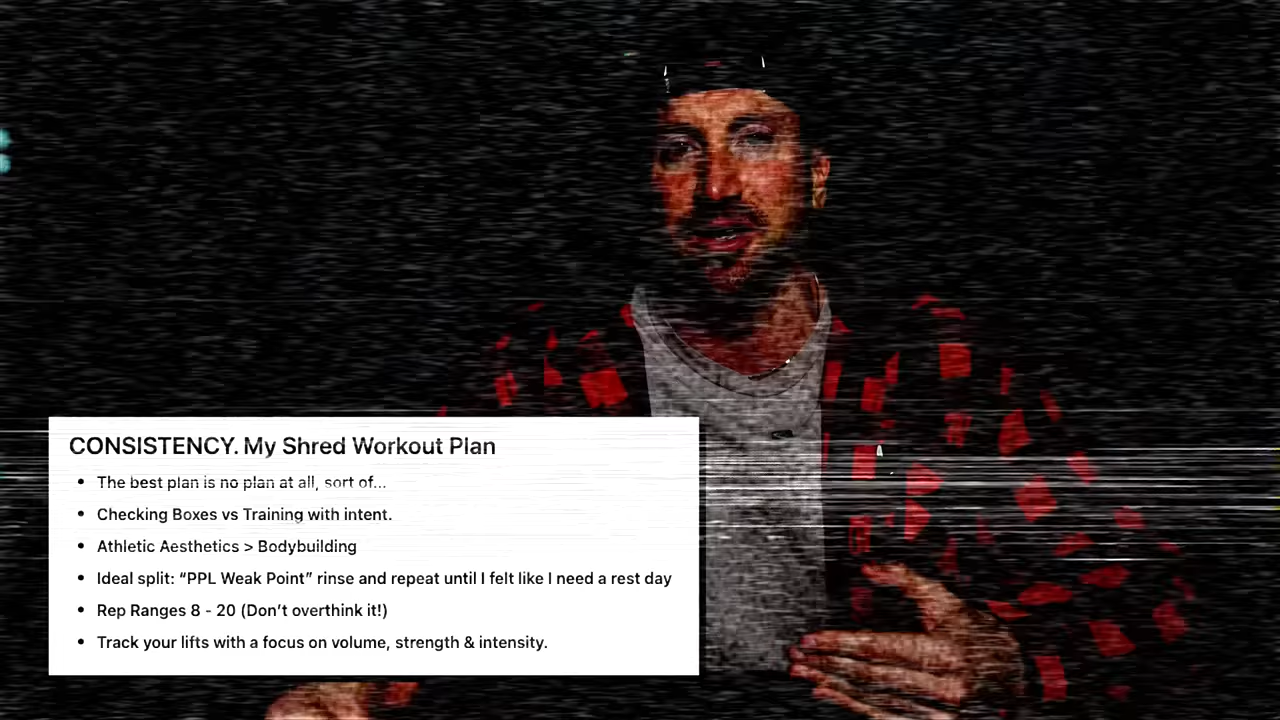 CONSISTENCY. My Shred Workout Plan
• The best plan is no plan at all, sort of...
• Checking Boxes vs Training with intent.
• Athletic Aesthetics > Bodybuilding
• Ideal split: “PPL Weak Point” rinse and repeat until I felt like I need a rest day
• Rep Ranges 8 - 20 (Don’t overthink it!)
• Track your lifts with a focus on volume, strength & intensity.